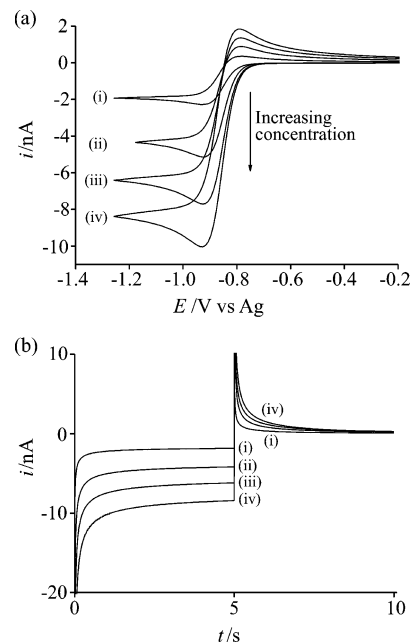 (a)
2
0
-2
-4
-6
-8
-10
i/nA
(i)
(ii)
(iii)
(iv)
Increasing
concentration
-1.4 -1.2 -1.0 -0.8 -0.6 -0.4 -0.2
E /V vs Ag
(b)
10
0
-10
-20
i/nA
(iv)
(i)
(i)
(ii)
(iii)
(iv)
0 5 10
t /s